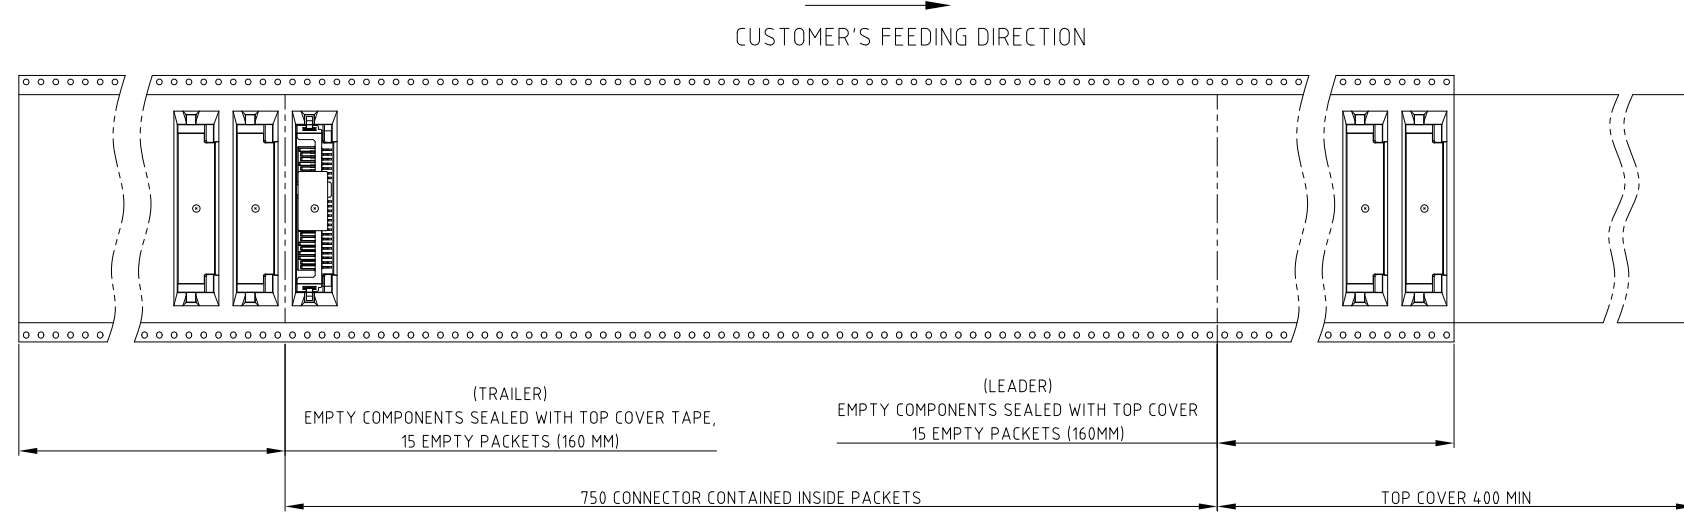 CUSTOMER'S FEEDING DIRECTION
(TRAILER)
EMPTY COMPONENTS SEALED WITH TOP COVER TAPE,
15 EMPTY PACKETS (160 MM)
(LEADER)
EMPTY COMPONENTS SEALED WITH TOP COVER
15 EMPTY PACKETS (160MM)
750 CONNECTOR CONTAINED INSIDE PACKETS
TOP COVER 400 MIN